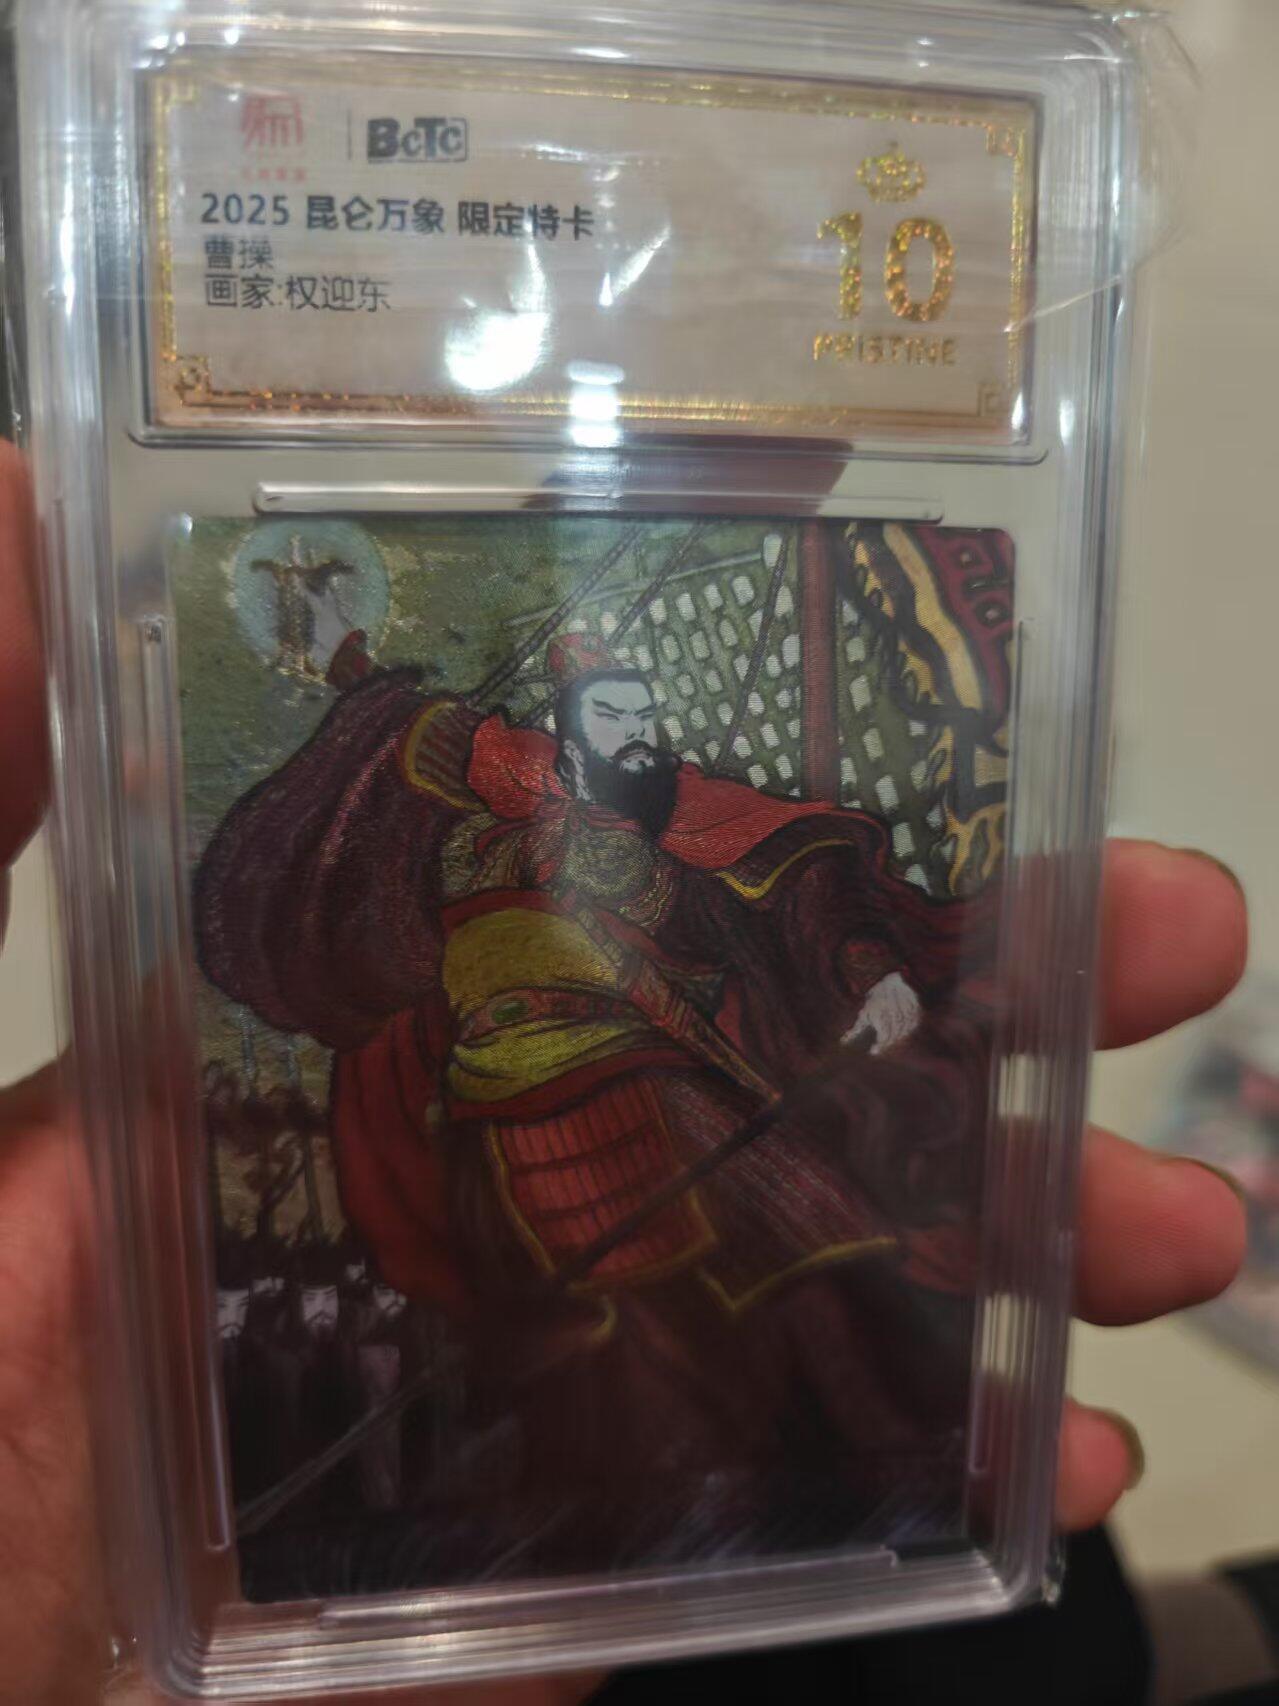 BCTC
2025 昆仑万象 限定特卡
曹操
画家:权迎东
10
PRISTINE